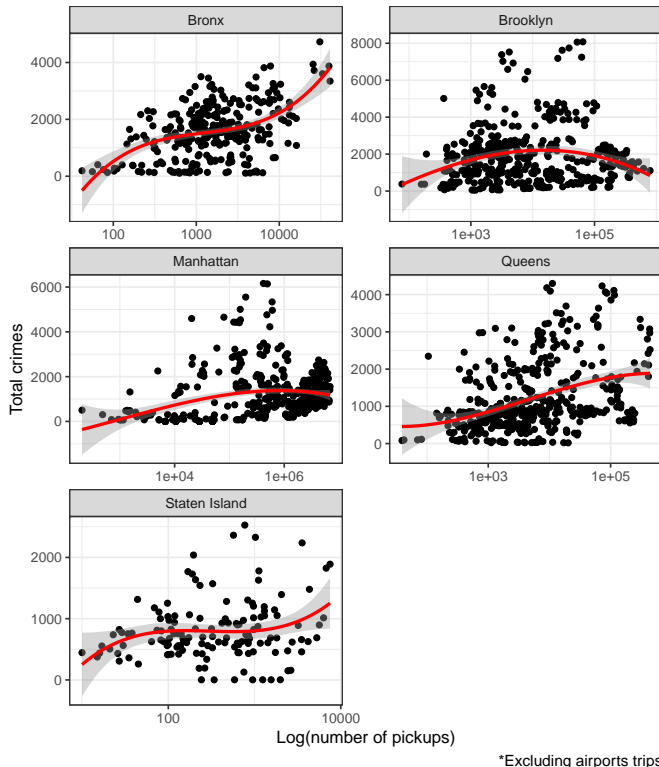 Bronx
Brooklyn
4000
2000
0
100
10000
8000
6000
4000
2000
0
1e+03
1e+05
Manhattan
Queens
6000
4000
2000
0
1e+04
1e+06
4000
3000
2000
1000
0
1e+03
1e+05
Staten Island
2000
1000
0
100
10000
Total crimes
Log(number of pickups)
*Excluding airports trips